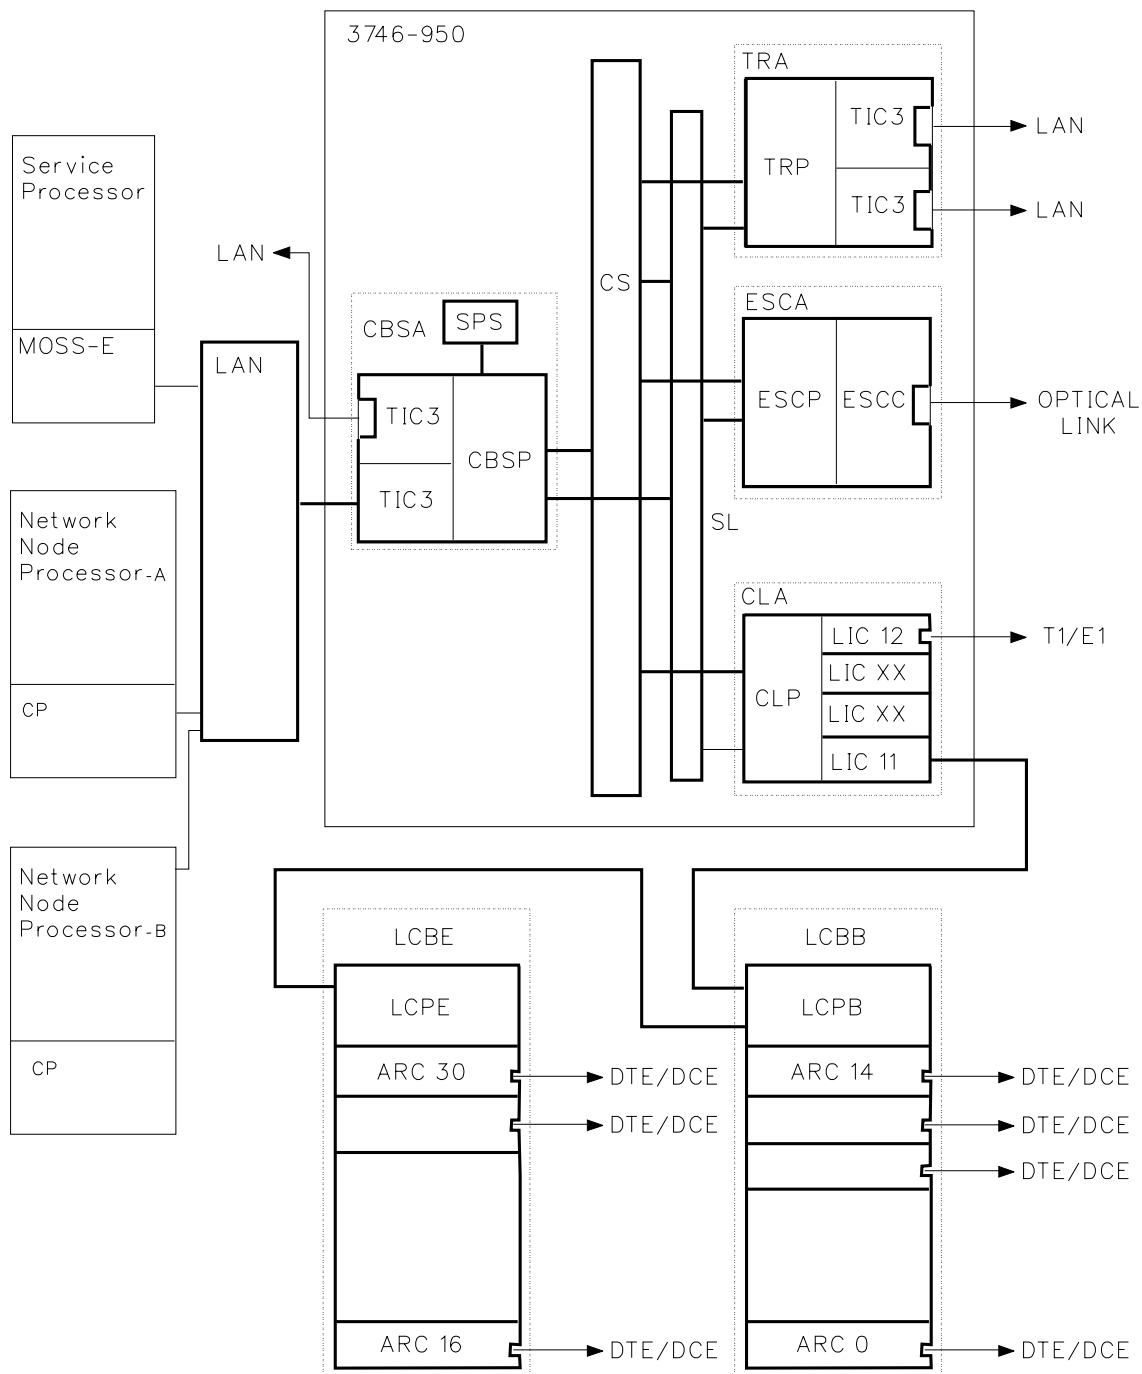 3746-950
TRA
TRP
TIC3
LAN
TIC3
LAN
Service
Processor
MOSS-E
LAN
LAN
CS
CBSA
SPS
TIC3
TIC3
CBSP
ESCA
ESCP
ESCC
OPTICAL
LINK
SL
Network
Node
Processor-A
CP
CLA
CLP
LIC 12
T1/E1
LIC XX
LIC XX
LIC 11
Network
Node
Processor-B
CP
LCBE
LCPE
ARC 30
DTE/DCE
DTE/DCE
ARC 16
DTE/DCE
LCBB
LCPB
ARC 14
DTE/DCE
DTE/DCE
DTE/DCE
ARC 0
DTE/DCE